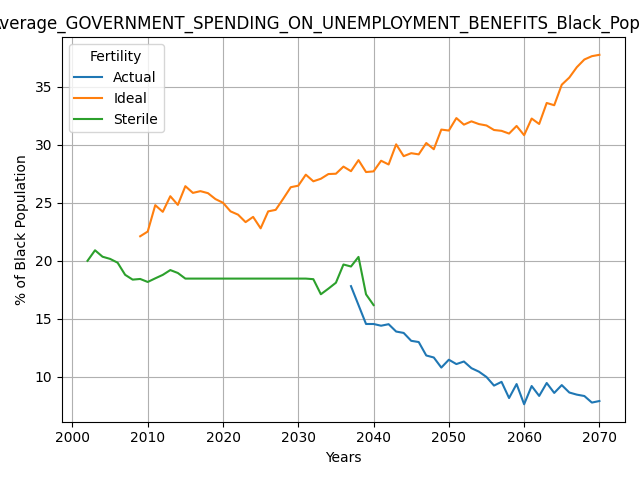 Average_GOVERNMENT_SPENDING_ON_UNEMPLOYMENT_BENEFITS_Black_Pop
Fertility
Actual
Ideal
Sterile
% of Black Population
35
30
25
20
15
10
2000 2010 2020 2030 2040 2050 2060 2070
Years